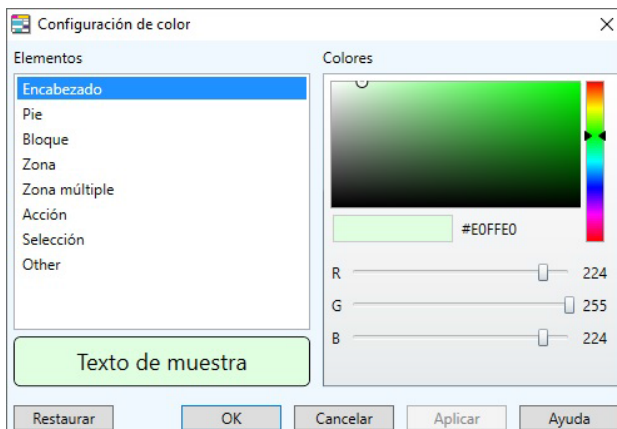 Configuración de color
Elementos
Encabezado
Pie
Bloque
Zona
Zona múltiple
Acción
Selección
Other
Texto de muestra
Colores
#E0FFE0
R 224
G 255
B 224
Restaurar OK Cancelar Aplicar Ayuda